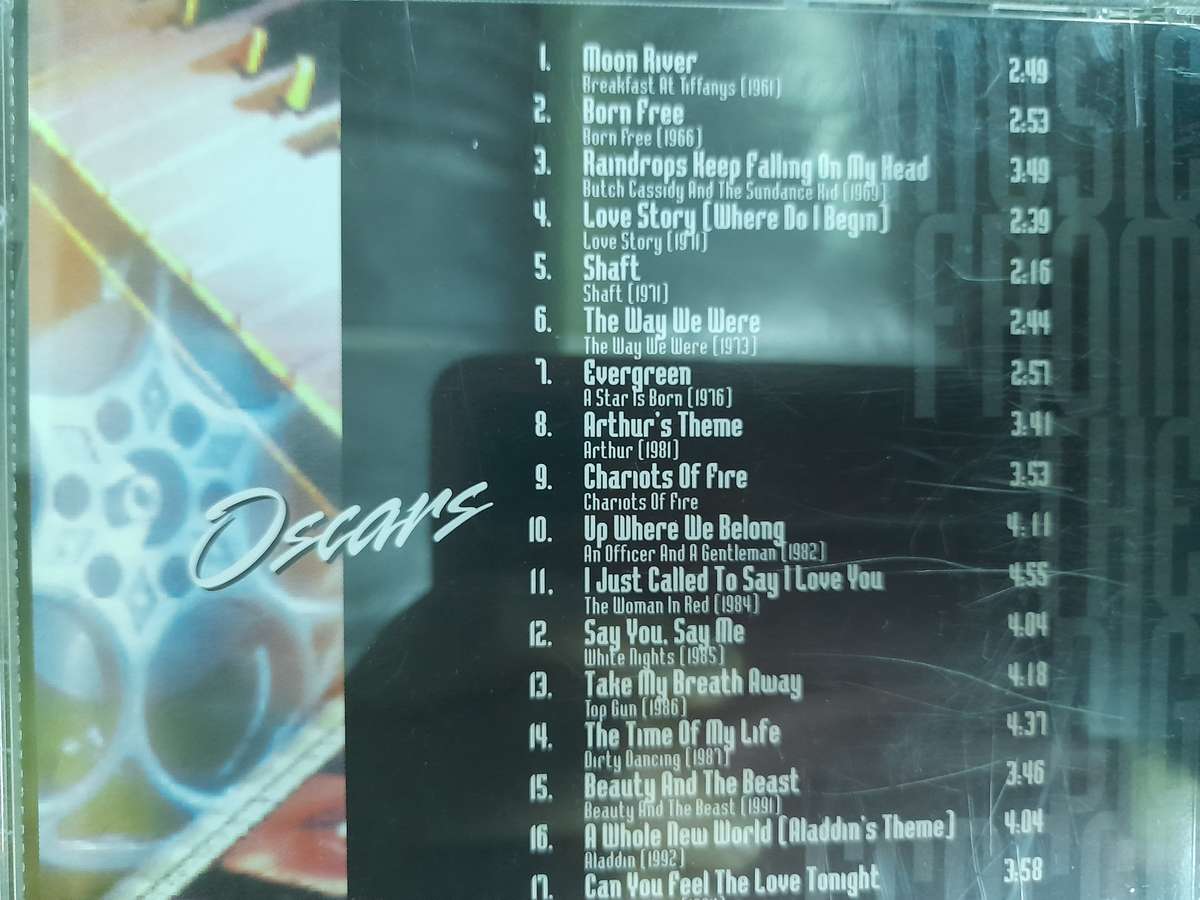 1. Moon River 2:49
Breakfast At Tiffanys (1961)
2. Born Free 2:53
Born Free (1966)
3. Raindrops Keep Falling On My Head 3:49
Butch Cassidy And The Sundance Kid (1969)
4. Love Story (Where Do I Begin) 2:39
Love Story (1971)
5. Shaft 2:16
Shaft (1971)
6. The Way We Were 2:44
The Way We Were (1973)
7. Evergreen 2:57
A Star Is Born (1976)
8. Arthur's Theme 3:41
Arthur (1981)
9. Chariots Of Fire 3:53
Chariots Of Fire
10. Up Where We Belong 4:11
An Officer And A Gentleman (1982)
11. I Just Called To Say I Love You 4:55
The Woman In Red (1984)
12. Say You, Say Me 4:04
White Nights (1985)
13. Take My Breath Away 4:18
Top Gun (1986)
14. The Time Of My Life 4:37
Dirty Dancing (1987)
15. Beauty And The Beast 3:46
Beauty And The Beast (1991)
16. A Whole New World (Aladdin's Theme) 4:04
Aladdin (1992)
17. Can You Feel The Love Tonight 3:58
Oscars
MUSIC
FROM
THE